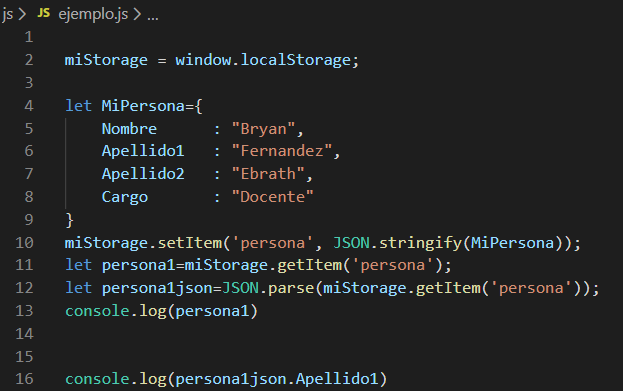 js > JS ejemplo.js > ...
1
2 miStorage = window.localStorage;
3
4 let MiPersona={
5     Nombre      : "Bryan",
6     Apellido1   : "Fernandez",
7     Apellido2   : "Ebrath",
8     Cargo       : "Docente"
9 }
10 miStorage.setItem('persona', JSON.stringify(MiPersona));
11 let persona1=miStorage.getItem('persona');
12 let persona1json=JSON.parse(miStorage.getItem('persona'));
13 console.log(persona1)
14
15
16 console.log(persona1json.Apellido1)